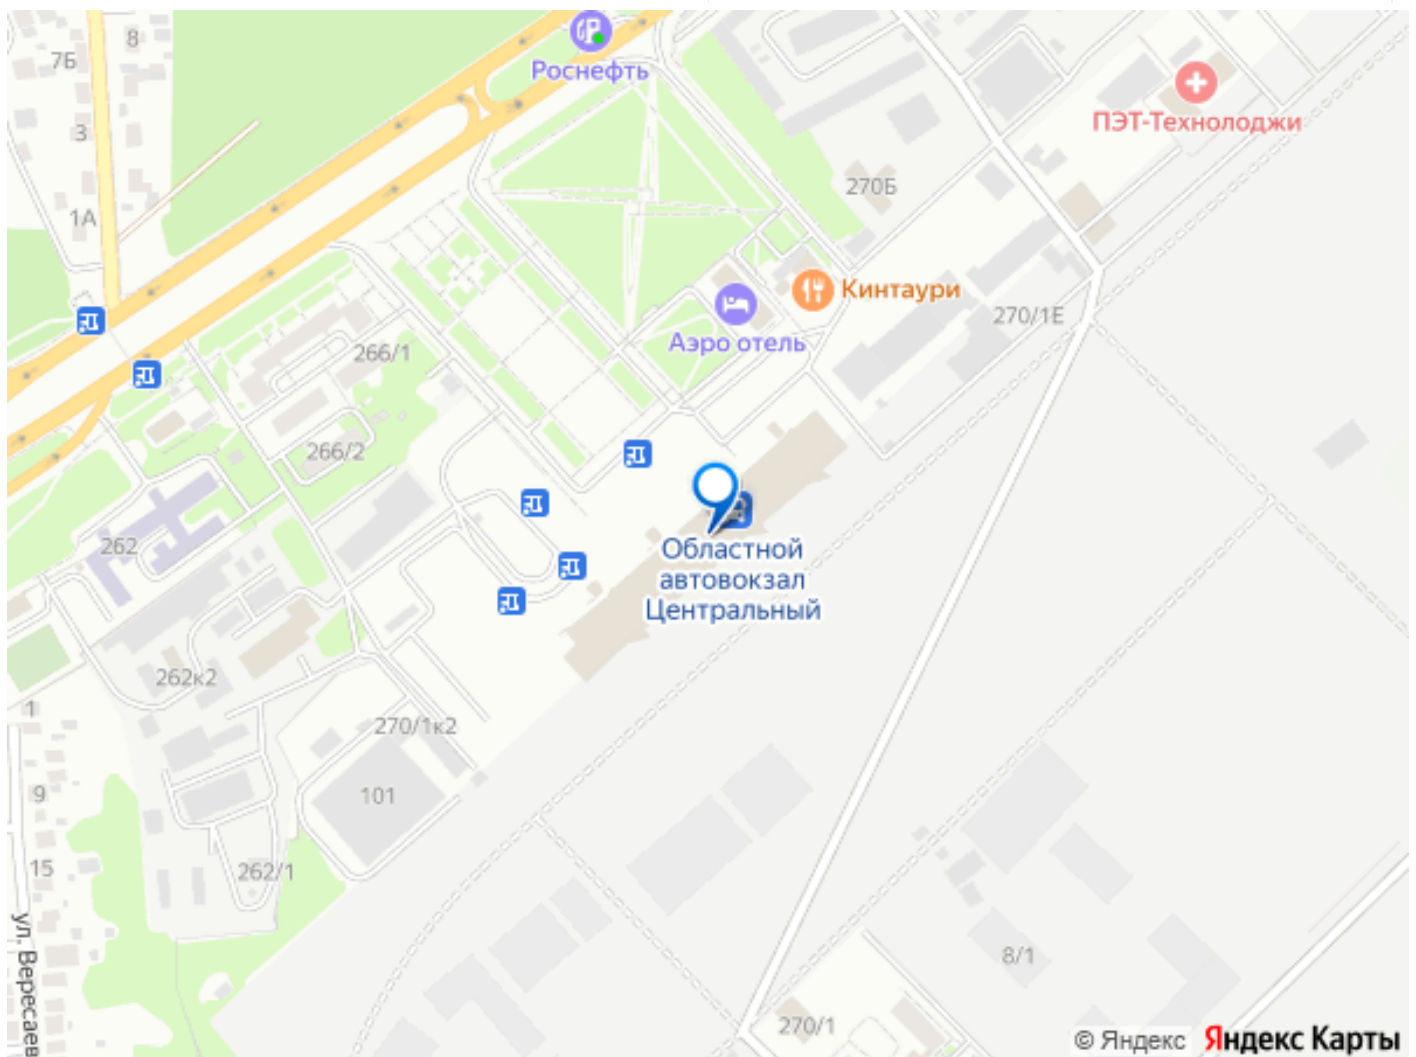 8
7Б
Роснефть
3
ПЭТ-Технолоджи
1А
270Б
Кинтаури
270/1Е
Аэро отель
266/1
266/2
262
Областной
автовокзал
Центральный
262к2
1
270/1к2
9
101
15
262/1
ул. Вересаев
8/1
270/1
© Яндекс Яндекс Карты